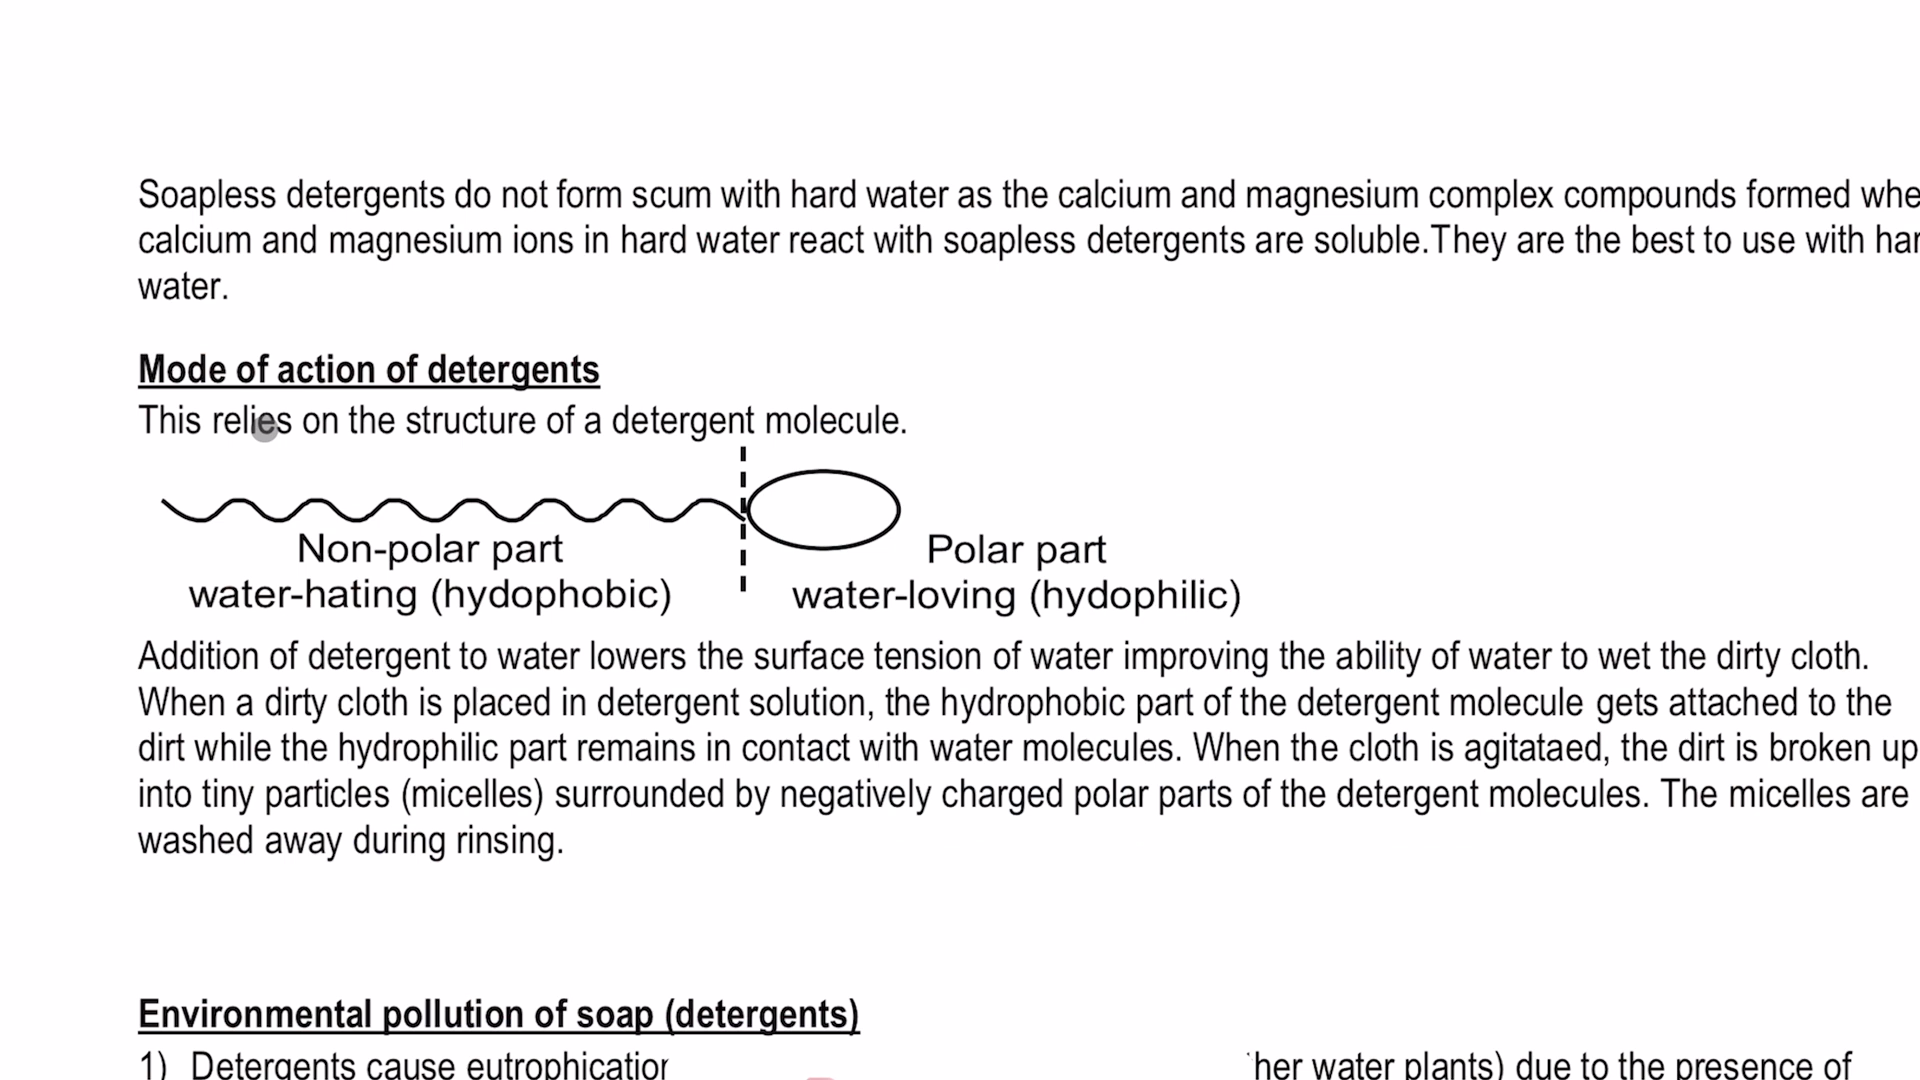 Soapless detergents do not form scum with hard water as the calcium and magnesium complex compounds formed whe
calcium and magnesium ions in hard water react with soapless detergents are soluble.They are the best to use with har
water.
Mode of action of detergents
This relies on the structure of a detergent molecule.
Non-polar part
water-hating (hydophobic)
Polar part
water-loving (hydophilic)
Addition of detergent to water lowers the surface tension of water improving the ability of water to wet the dirty cloth.
When a dirty cloth is placed in detergent solution, the hydrophobic part of the detergent molecule gets attached to the
dirt while the hydrophilic part remains in contact with water molecules. When the cloth is agitataed, the dirt is broken up
into tiny particles (micelles) surrounded by negatively charged polar parts of the detergent molecules. The micelles are
washed away during rinsing.
Environmental pollution of soap (detergents)
1) Detergents cause eutrophication her water plants) due to the presence of